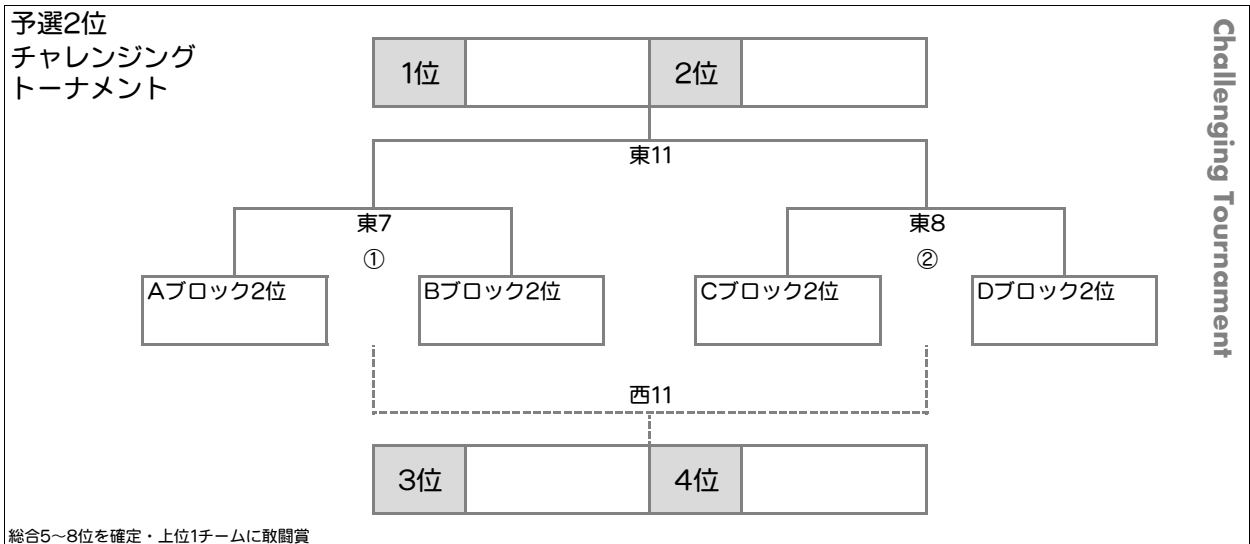 予選2位
チャレンジング
トーナメント
1位
2位
東11
東7
東8
①
②
Aブロック2位
Bブロック2位
Cブロック2位
Dブロック2位
西11
3位
4位
総合5~8位を確定・上位1チームに敢闘賞
Challenging Tournament